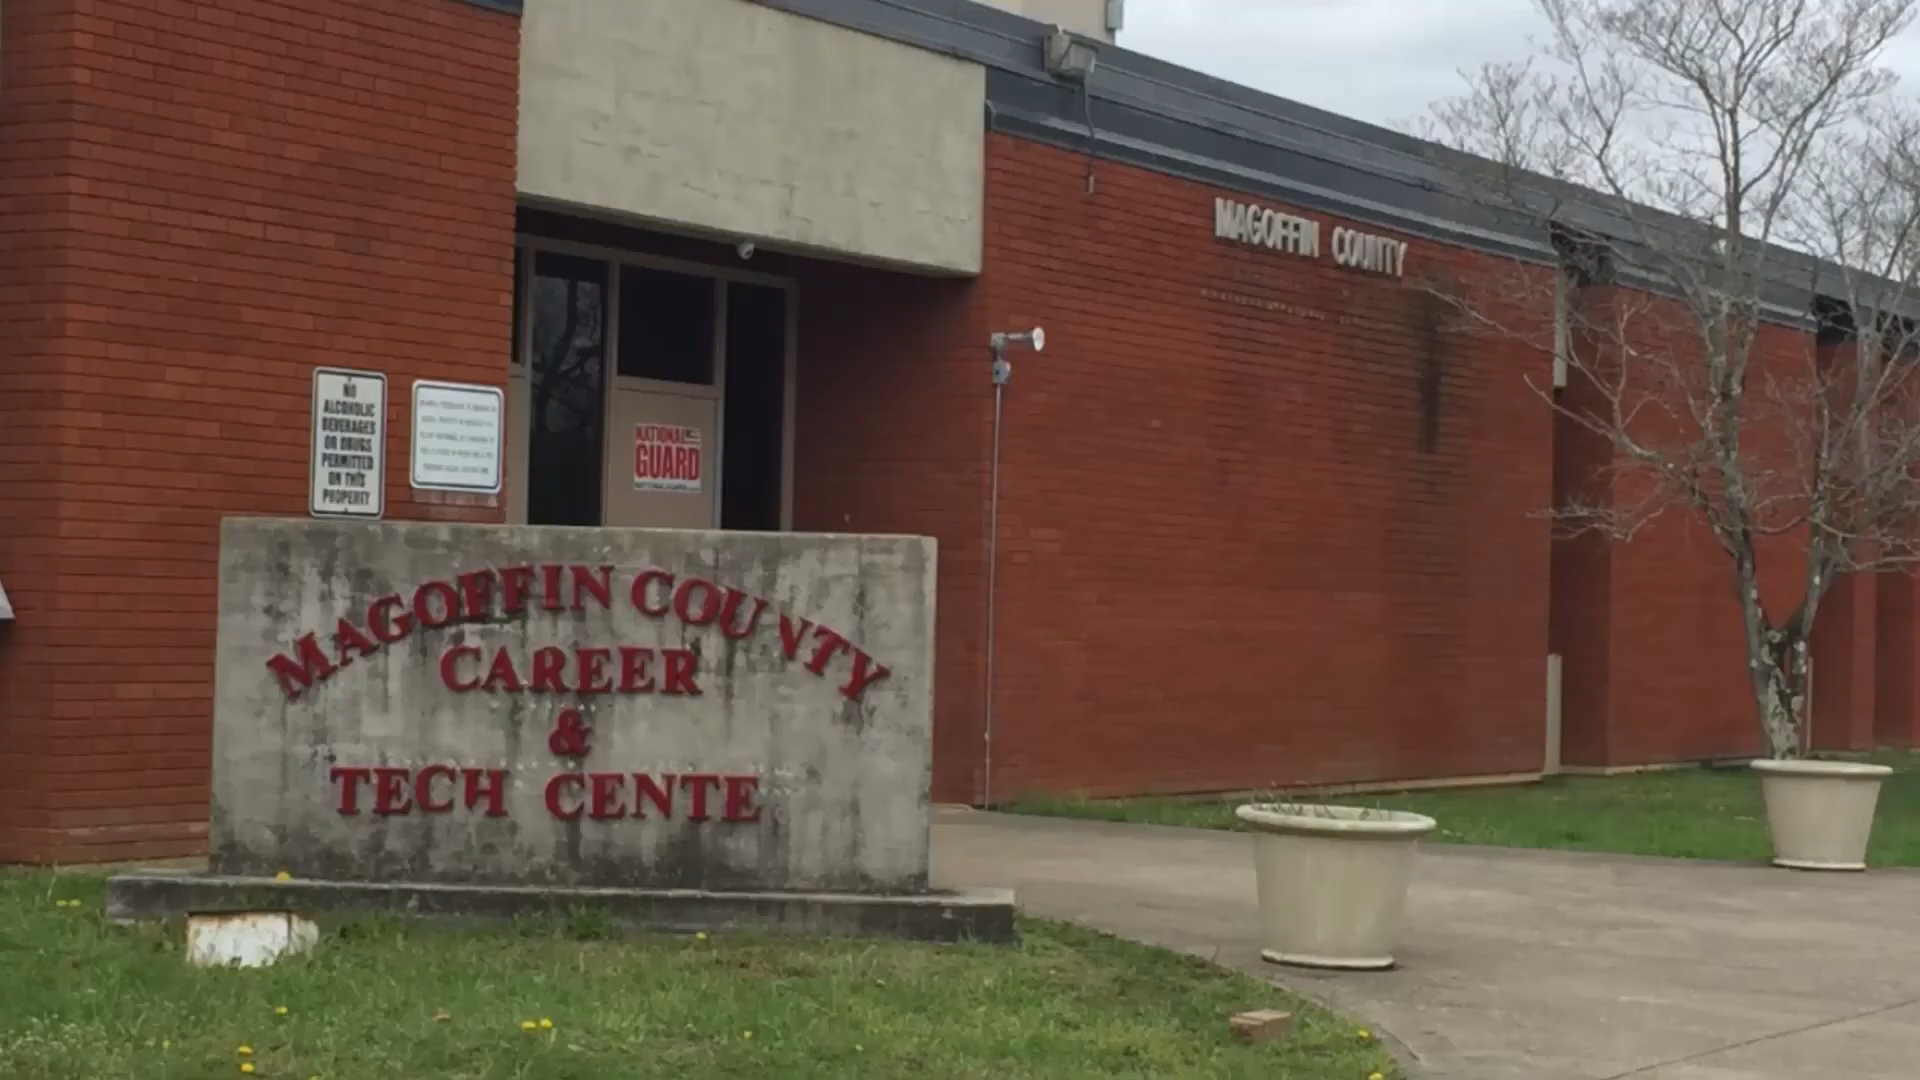 MAGOFFIN COUNTY
NO
ALCOHOLIC
BEVERAGES
OR DRUGS
PERMITTED
ON THIS
PROPERTY
NATIONAL
GUARD
MAGOFFIN COUNTY
CAREER
&
TECH CENTE